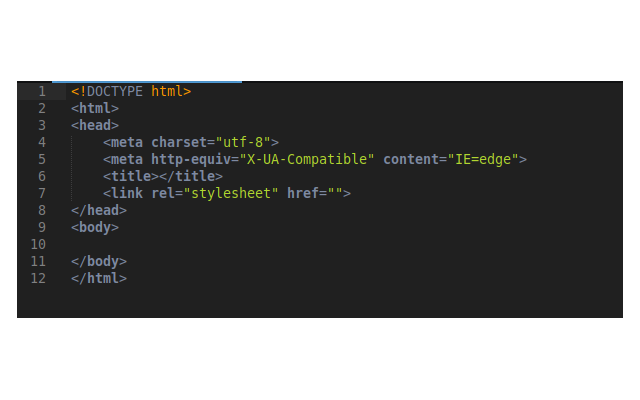 1 <!DOCTYPE html>
2 <html>
3 <head>
4     <meta charset="utf-8">
5     <meta http-equiv="X-UA-Compatible" content="IE=edge">
6     <title></title>
7     <link rel="stylesheet" href="">
8 </head>
9 <body>
10
11 </body>
12 </html>